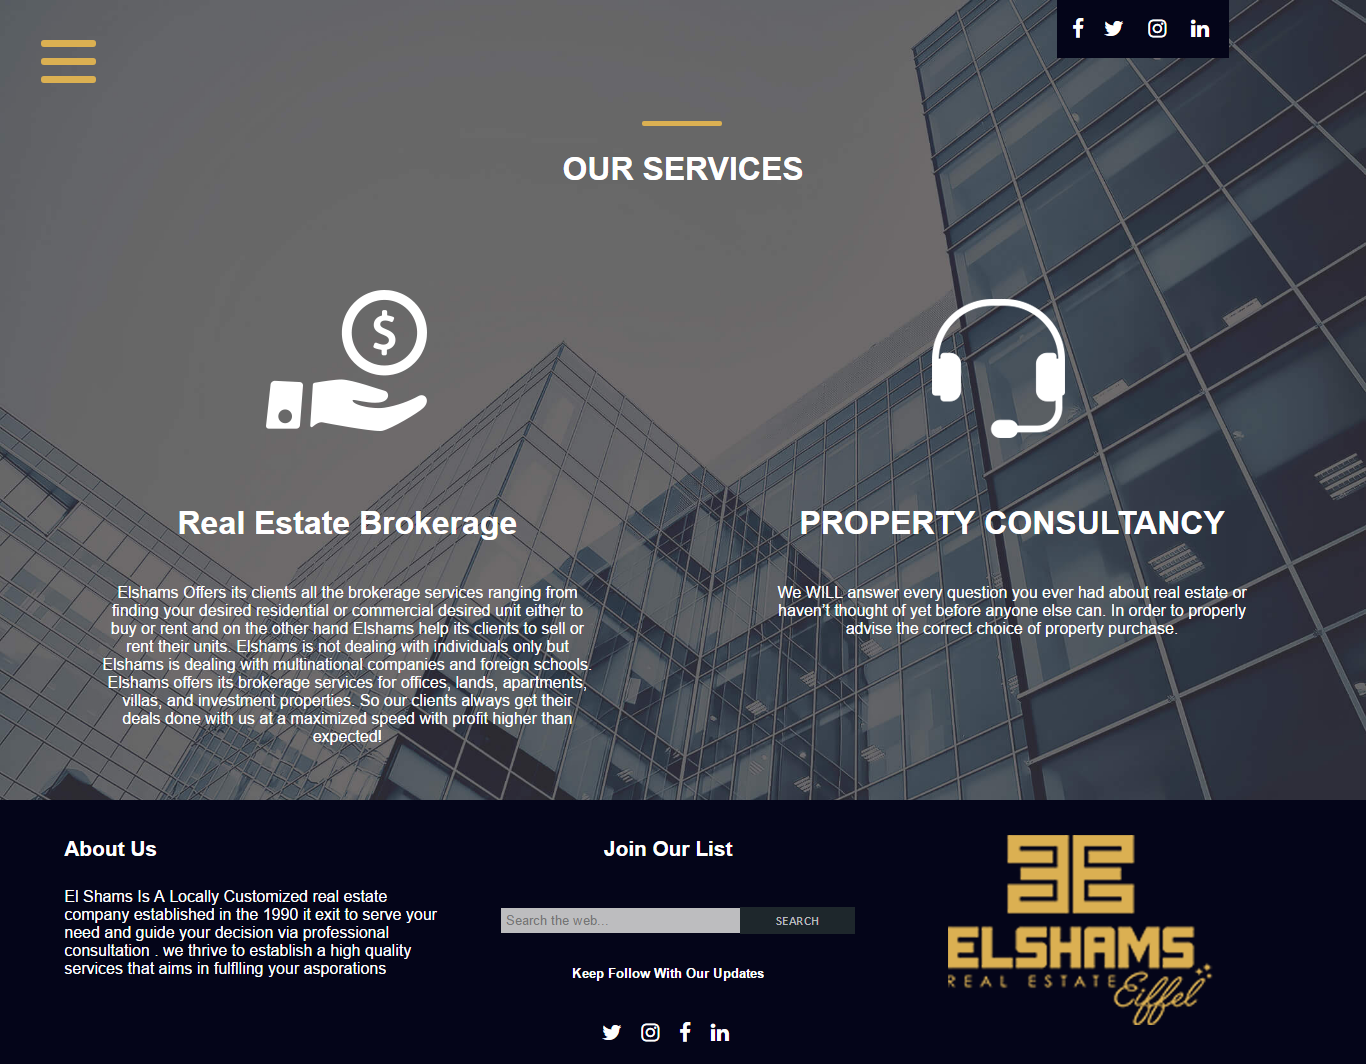 OUR SERVICES
$
Real Estate Brokerage
Elshams Offers its clients all the brokerage services ranging from
finding your desired residential or commercial desired unit either to
buy or rent and on the other hand Elshams help its clients to sell or
rent their units. Elshams is not dealing with individuals only but
Elshams is dealing with multinational companies and foreign schools.
Elshams offers its brokerage services for offices, lands, apartments,
villas, and investment properties. So our clients always get their
deals done with us at a maximized speed with profit higher than
expected!
PROPERTY CONSULTANCY
We WILL answer every question you ever had about real estate or
haven't thought of yet before anyone else can. In order to properly
advise the correct choice of property purchase.
About Us
El Shams Is A Locally Customized real estate
company established in the 1990 it exit to serve your
need and guide your decision via professional
consultation . we thrive to establish a high quality
services that aims in fulflling your asporations
Join Our List
Search the web...
SEARCH
Keep Follow With Our Updates
ELSHAMS
REAL ESTATE
Eiffel